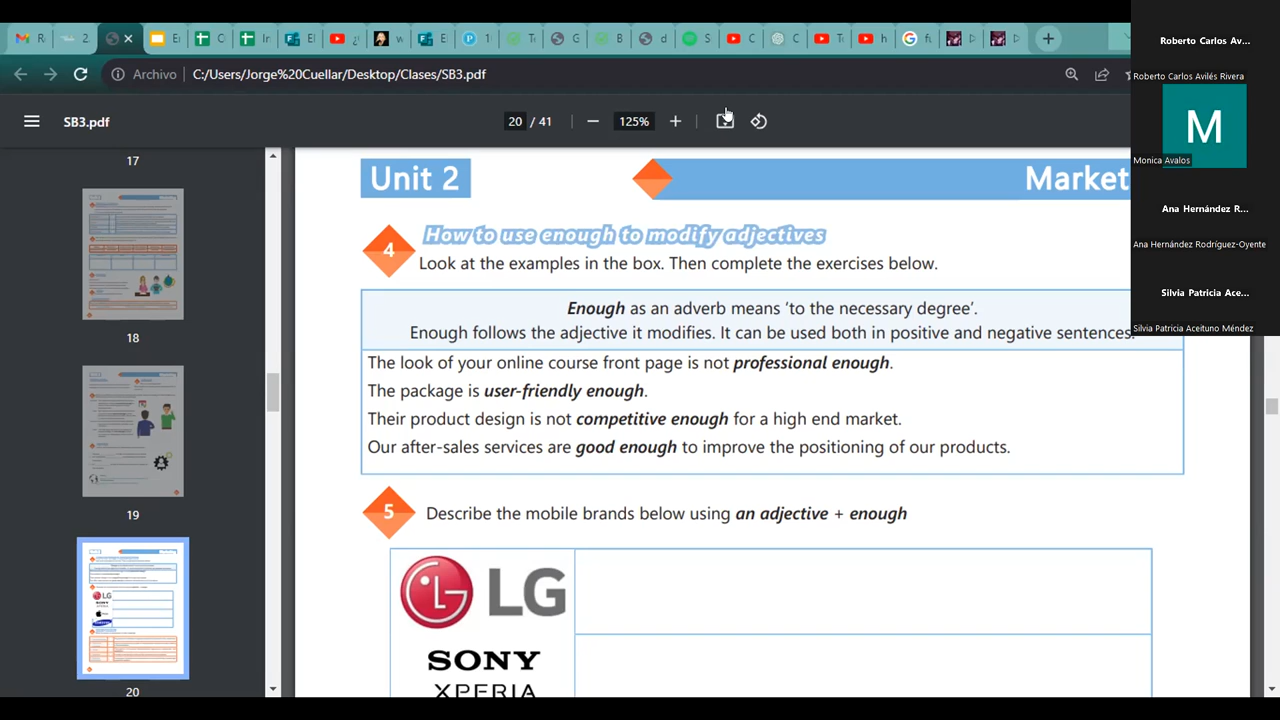 Archivo
C:/Users/Jorge%20Cuellar/Desktop/Clases/SB3.pdf
SB3.pdf
20 / 41
125%
17
18
19
20
Unit 2
Market
4
How to use enough to modify adjectives
Look at the examples in the box. Then complete the exercises below.
Enough as an adverb means ‘to the necessary degree’.
Enough follows the adjective it modifies. It can be used both in positive and negative sentences.
The look of your online course front page is not professional enough.
The package is user-friendly enough.
Their product design is not competitive enough for a high end market.
Our after-sales services are good enough to improve the positioning of our products.
5
Describe the mobile brands below using an adjective + enough
LG
SONY
XPERIA
Roberto Carlos Av...
Roberto Carlos Avilés Rivera
M
Monica Avalos
Ana Hernández R...
Ana Hernández Rodríguez-Oyente
Silvia Patricia Ace...
Silvia Patricia Aceituno Méndez